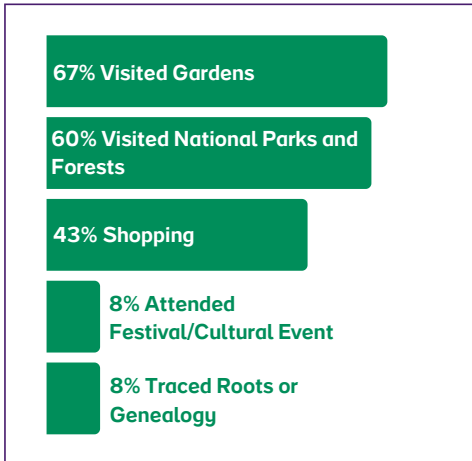 67% Visited Gardens
60% Visited National Parks and
Forests
43% Shopping
8% Attended
Festival/Cultural Event
8% Traced Roots or
Genealogy